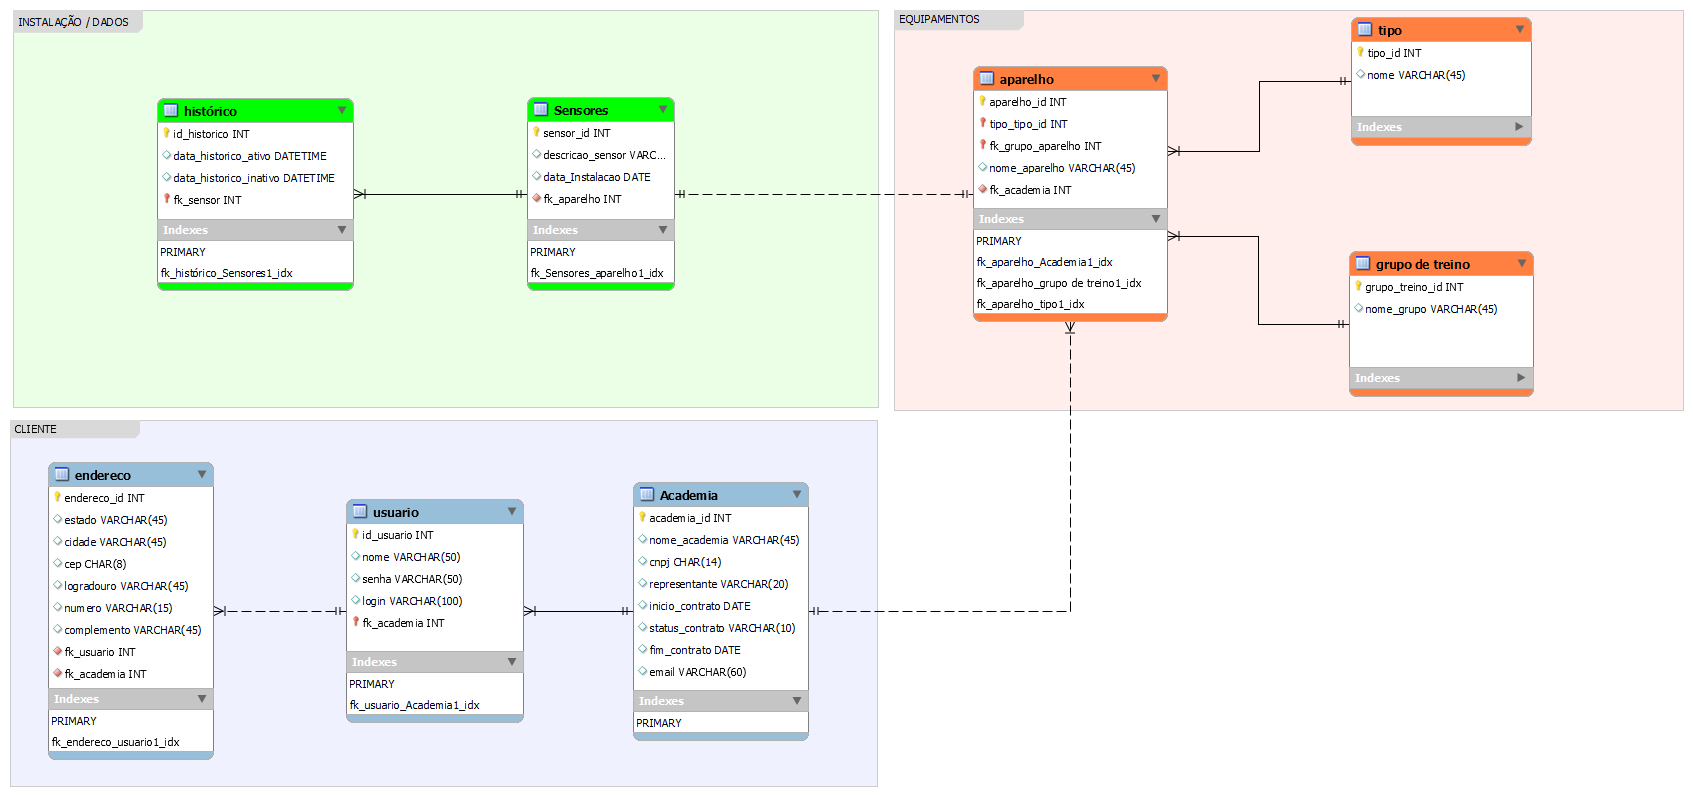 INSTALAÇÃO / DADOS
histórico
id_historico INT
data_historico_ativo DATETIME
data_historico_inativo DATETIME
fk_sensor INT
Indexes
PRIMARY
fk_histórico_Sensores1_idx
Sensores
sensor_id INT
descricao_sensor VARC...
data_Instalacao DATE
fk_aparelho INT
Indexes
PRIMARY
fk_Sensores_aparelho1_idx
EQUIPAMENTOS
aparelho
aparelho_id INT
tipo_tipo_id INT
fk_grupo_aparelho INT
nome_aparelho VARCHAR(45)
fk_academia INT
Indexes
PRIMARY
fk_aparelho_Academia1_idx
fk_aparelho_grupo de treino1_idx
fk_aparelho_tipo1_idx
tipo
tipo_id INT
nome VARCHAR(45)
Indexes
grupo de treino
grupo_treino_id INT
nome_grupo VARCHAR(45)
Indexes
CLIENTE
endereco
endereco_id INT
estado VARCHAR(45)
cidade VARCHAR(45)
cep CHAR(8)
logradouro VARCHAR(45)
numero VARCHAR(15)
complemento VARCHAR(45)
fk_usuario INT
fk_academia INT
Indexes
PRIMARY
fk_endereco_usuario1_idx
usuario
id_usuario INT
nome VARCHAR(50)
senha VARCHAR(50)
login VARCHAR(100)
fk_academia INT
Indexes
PRIMARY
fk_usuario_Academia1_idx
Academia
academia_id INT
nome_academia VARCHAR(45)
cnpj CHAR(14)
representante VARCHAR(20)
inicio_contrato DATE
status_contrato VARCHAR(10)
fim_contrato DATE
email VARCHAR(60)
Indexes
PRIMARY